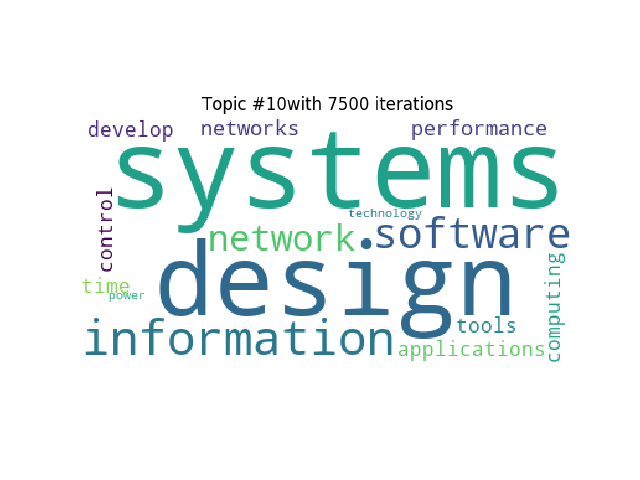 Topic #10with 7500 iterations
develop
networks
performance
systems
control
technology
network
software
time
power
design
computing
information
tools
applications